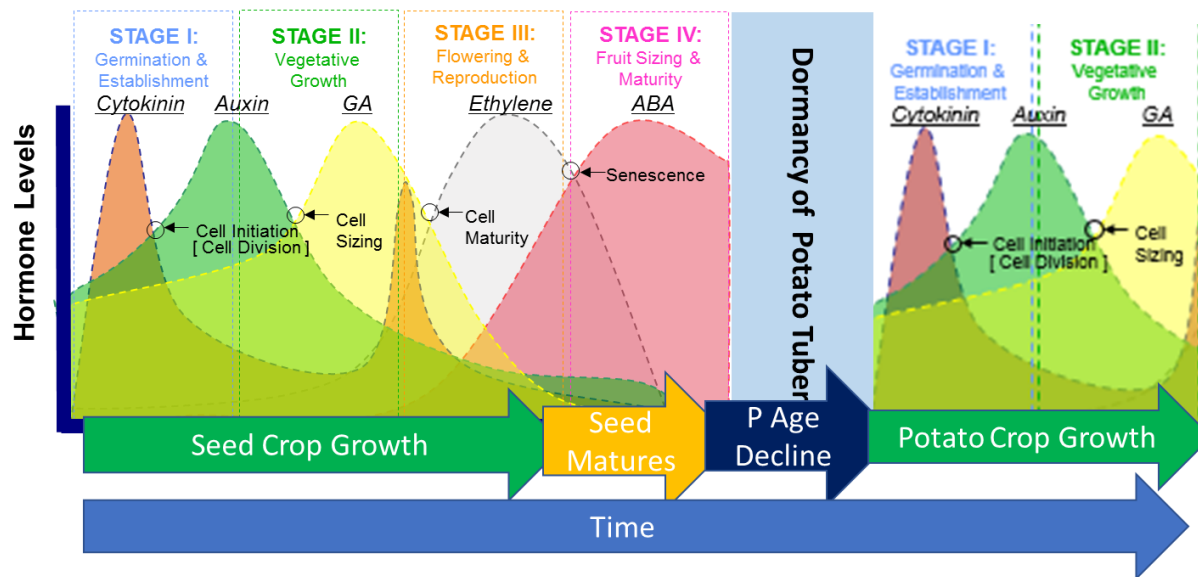 Hormone Levels
STAGE I:
Germination &
Establishment
Cytokinin
Auxin
STAGE II:
Vegetative
Growth
GA
STAGE III:
Flowering &
Reproduction
Ethylene
STAGE IV:
Fruit Sizing &
Maturity
ABA
Cell Initiation
[ Cell Division ]
Cell
Sizing
Cell
Maturity
Senescence
Dormancy of Potato Tuber
STAGE I:
Germination &
Establishment
Cytokinin
Auxin
STAGE II:
Vegetative
Growth
GA
Cell Initiation
[ Cell Division ]
Cell
Sizing
Seed Crop Growth
Seed
Matures
P Age
Decline
Potato Crop Growth
Time